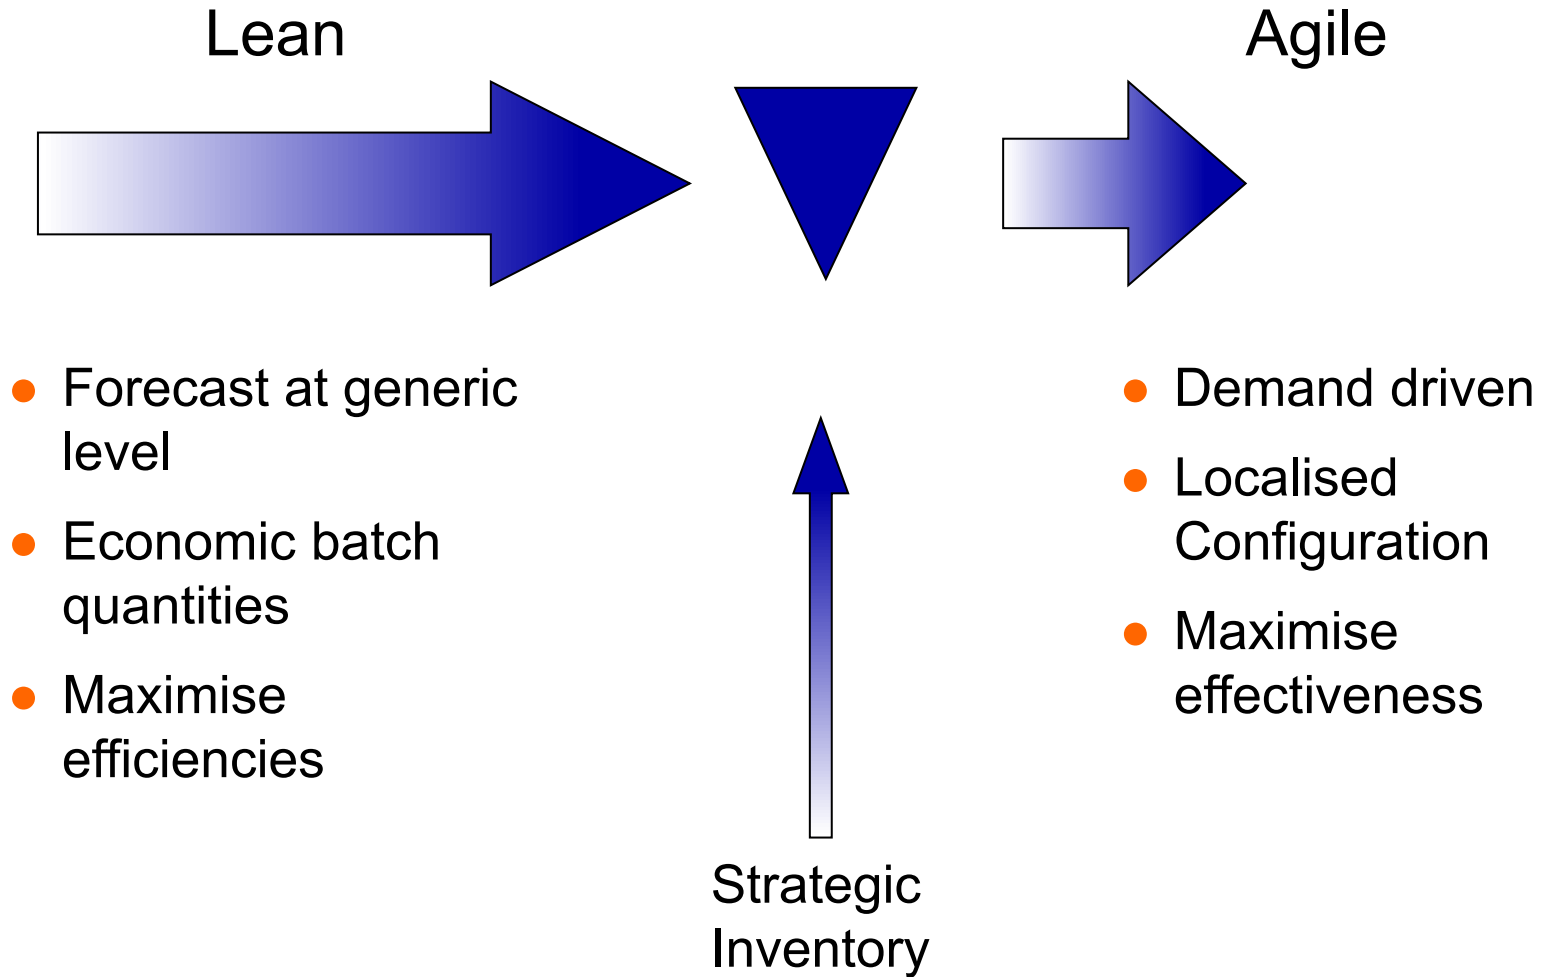 Lean
Agile
Forecast at generic
level
Economic batch
quantities
Maximise
efficiencies
Demand driven
Localised
Configuration
Maximise
effectiveness
Strategic
Inventory